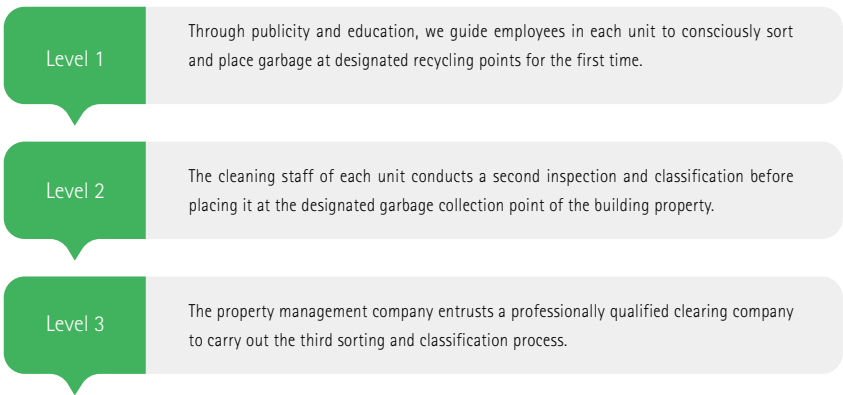 Level 1
Through publicity and education, we guide employees in each unit to consciously sort
and place garbage at designated recycling points for the first time.
Level 2
The cleaning staff of each unit conducts a second inspection and classification before
placing it at the designated garbage collection point of the building property.
Level 3
The property management company entrusts a professionally qualified clearing company
to carry out the third sorting and classification process.